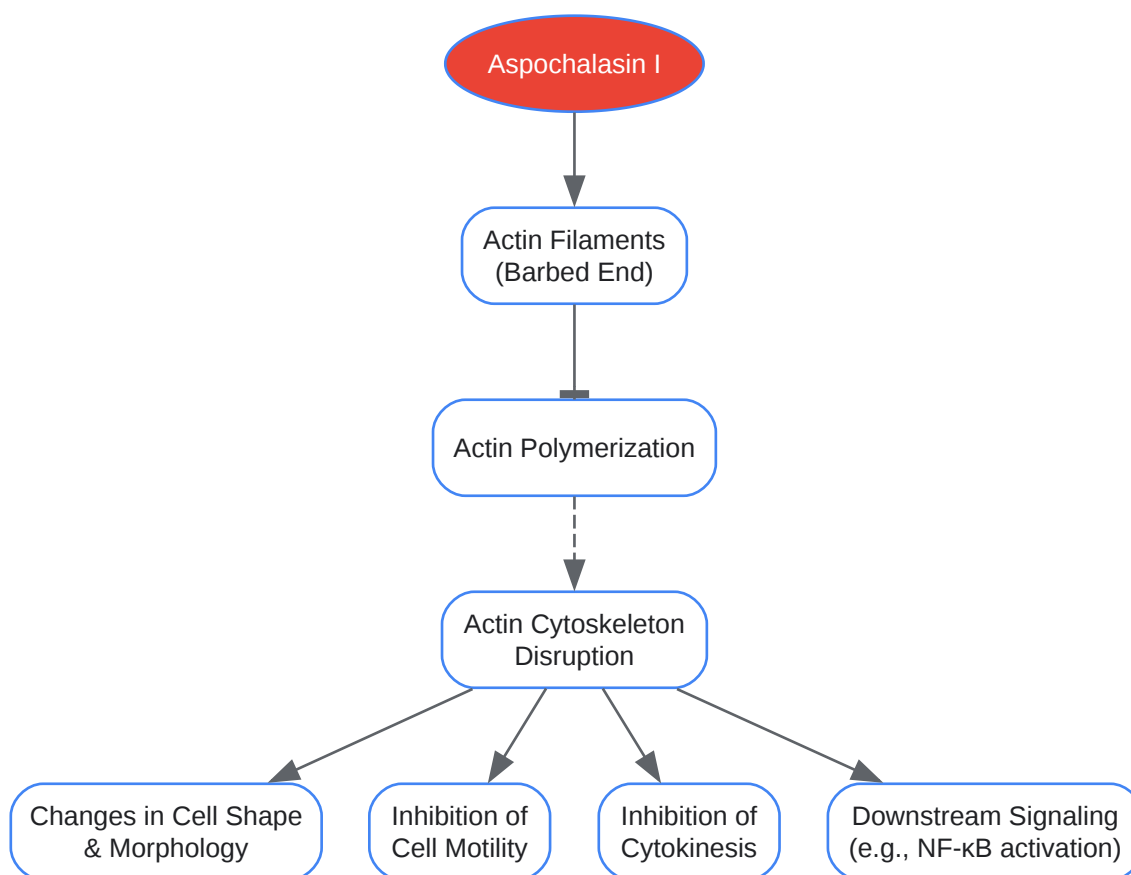 Aspochalasin I
Actin Filaments
(Barbed End)
Actin Polymerization
Actin Cytoskeleton
Disruption
Changes in Cell Shape
& Morphology
Inhibition of
Cell Motility
Inhibition of
Cytokinesis
Downstream Signaling
(e.g., NF-κB activation)